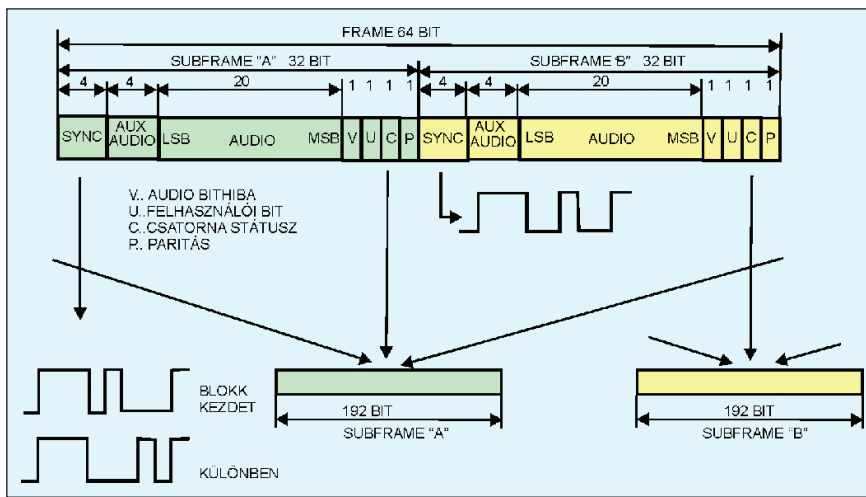 FRAME 64 BIT
SUBFRAME "A" 32 BIT
SUBFRAME "B" 32 BIT
4 4 20 1 1 1 1 4 4 20 1 1 1 1
SYNC AUX AUDIO LSB AUDIO MSB V U C P SYNC AUX AUDIO LSB AUDIO MSB V U C P
V.. AUDIO BITHIBA
U..FELHASZNÁLÓI BIT
C..CSATORNA STÁTUSZ
P.. PARITÁS
BLOKK
KEZDET
KÜLÖNBEN
192 BIT
SUBFRAME "A"
192 BIT
SUBFRAME "B"